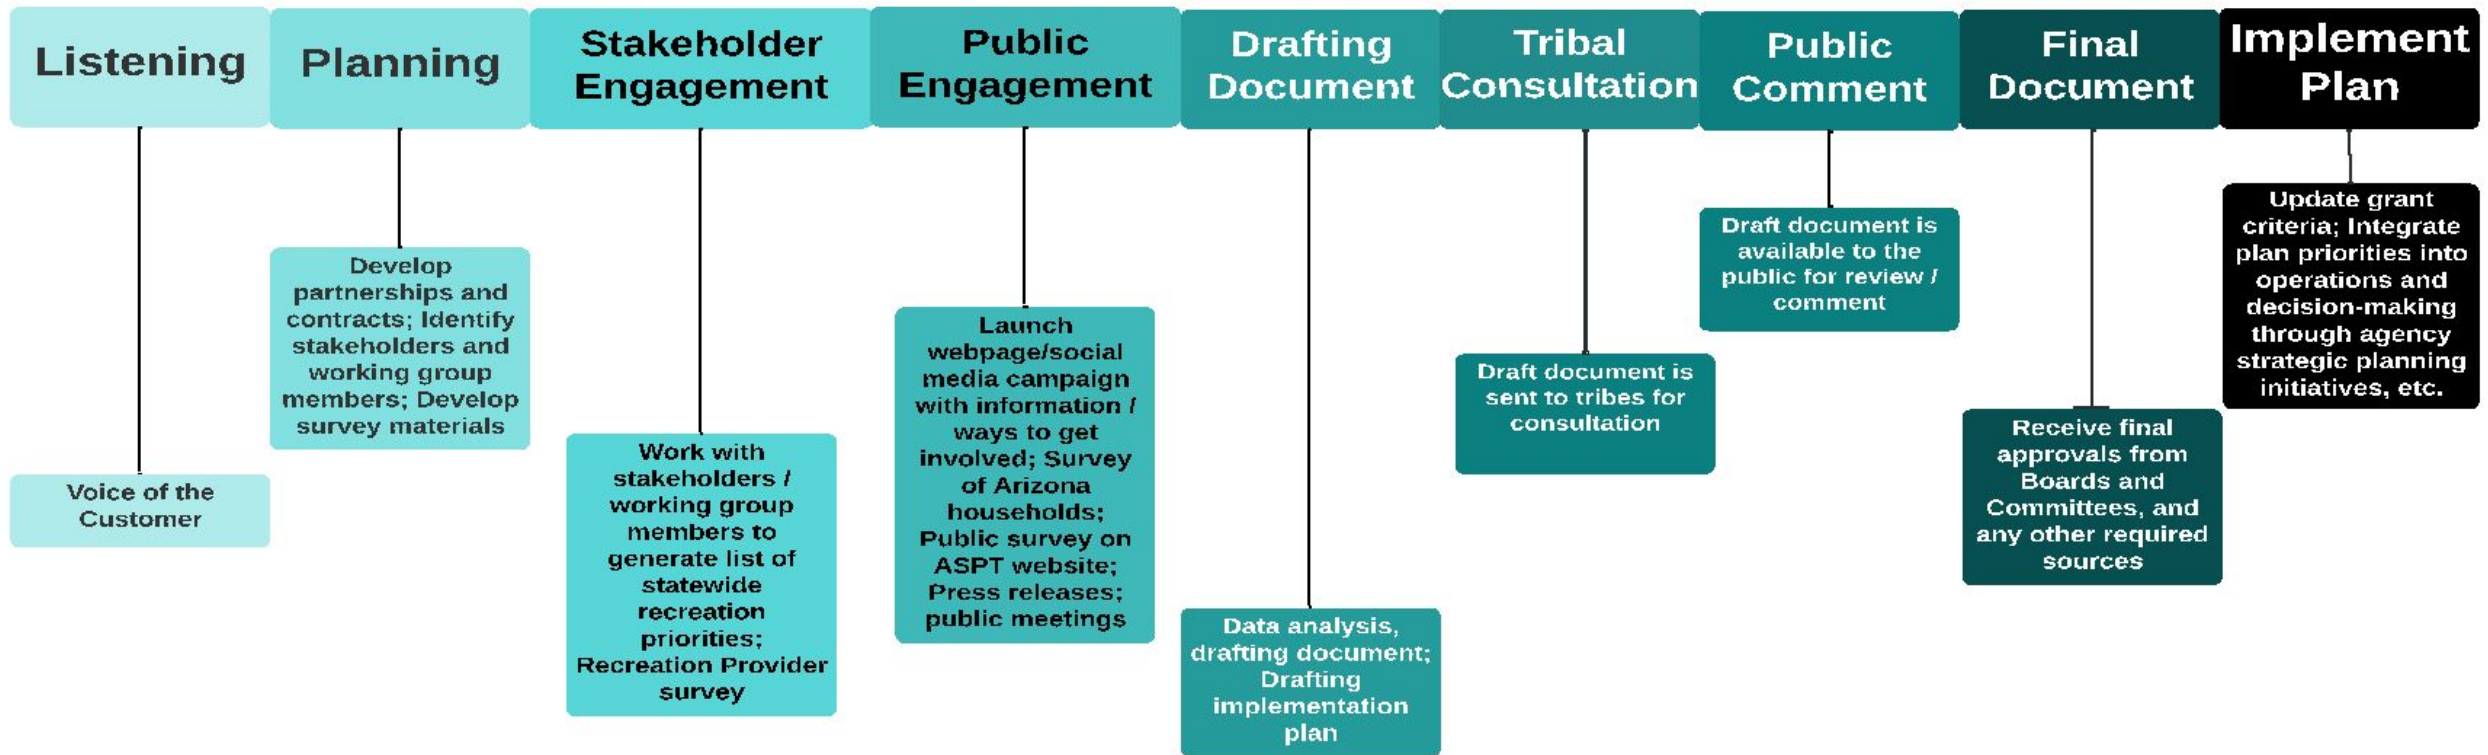 Listening
Planning
Stakeholder
Engagement
Public
Engagement
Drafting
Document
Tribal
Consultation
Public
Comment
Final
Document
Implement
Plan
Voice of the
Customer
Develop
partnerships and
contracts; Identify
stakeholders and
working group
members; Develop
survey materials
Work with
stakeholders /
working group
members to
generate list of
statewide
recreation
priorities;
Recreation Provider
survey
Launch
webpage/social
media campaign
with information /
ways to get
involved; Survey
of Arizona
households;
Public survey on
ASPT website;
Press releases;
public meetings
Data analysis,
drafting document;
Drafting
implementation
plan
Draft document is
sent to tribes for
consultation
Draft document is
available to the
public for review /
comment
Receive final
approvals from
Boards and
Committees, and
any other required
sources
Update grant
criteria; Integrate
plan priorities into
operations and
decision-making
through agency
strategic planning
initiatives, etc.